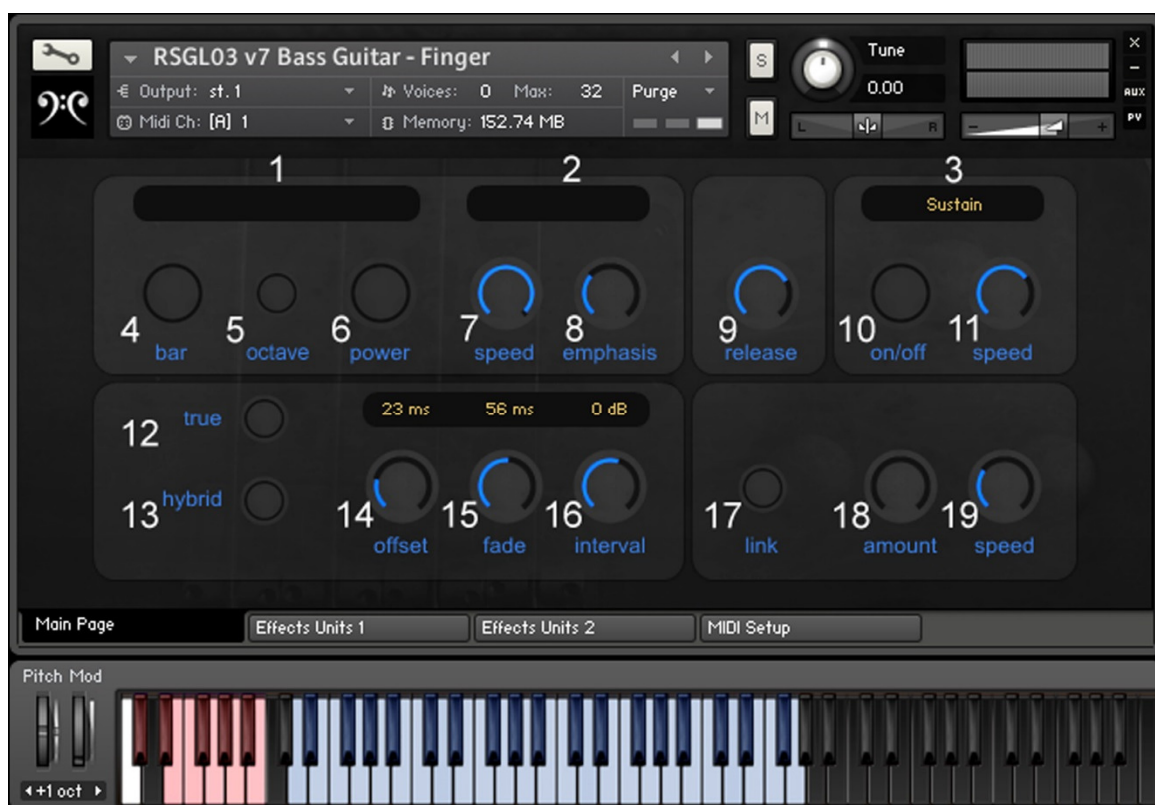 RSGL03 v7 Bass Guitar - Finger
Output: st.1 Voices: 0 Max: 32 Purge
Midi Ch: [A] 1 Memory: 152.74 MB
S
M
Tune
0.00
L R
- +
×
-
AUX
PV
1 2 3
Sustain
4 5 6 7 8 9 10 11
bar octave power speed emphasis release on/off speed
12 true
23 ms 56 ms 0 dB
13 hybrid
14 15 16 17 18 19
offset fade interval link amount speed
Main Page Effects Units 1 Effects Units 2 MIDI Setup
Pitch Mod
+1 oct